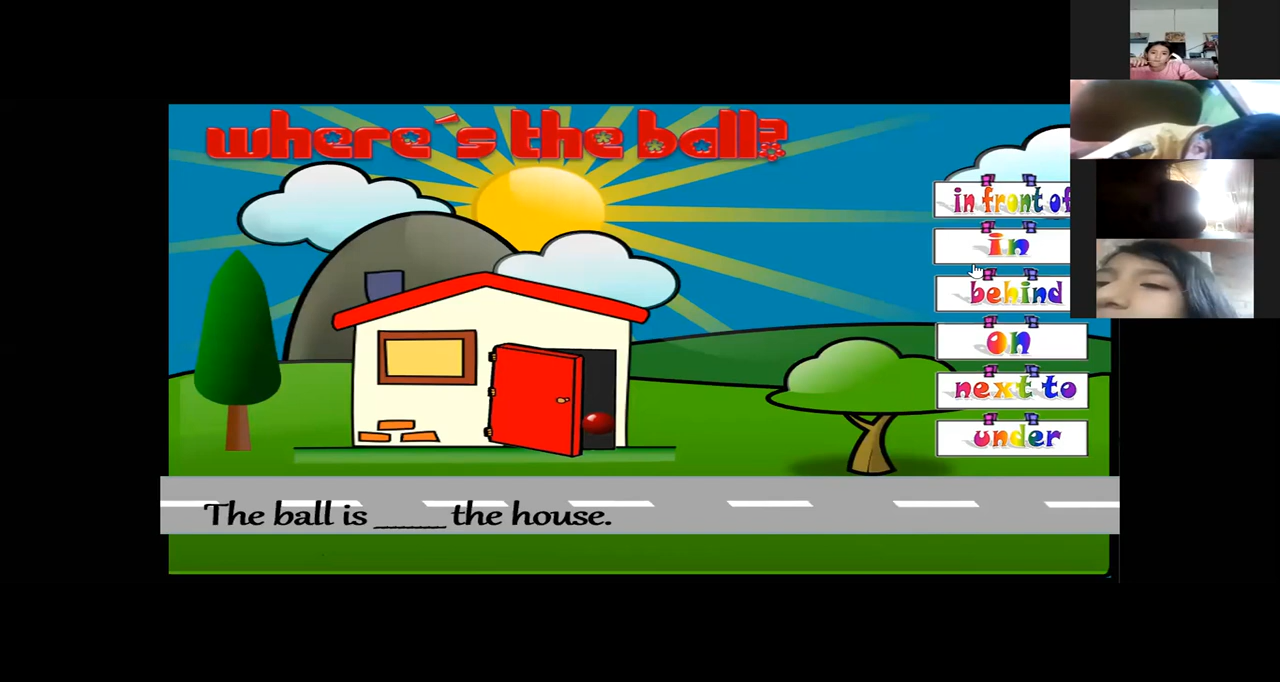 where´s the ball?
in front of
in
behind
on
next to
under
The ball is _____ the house.